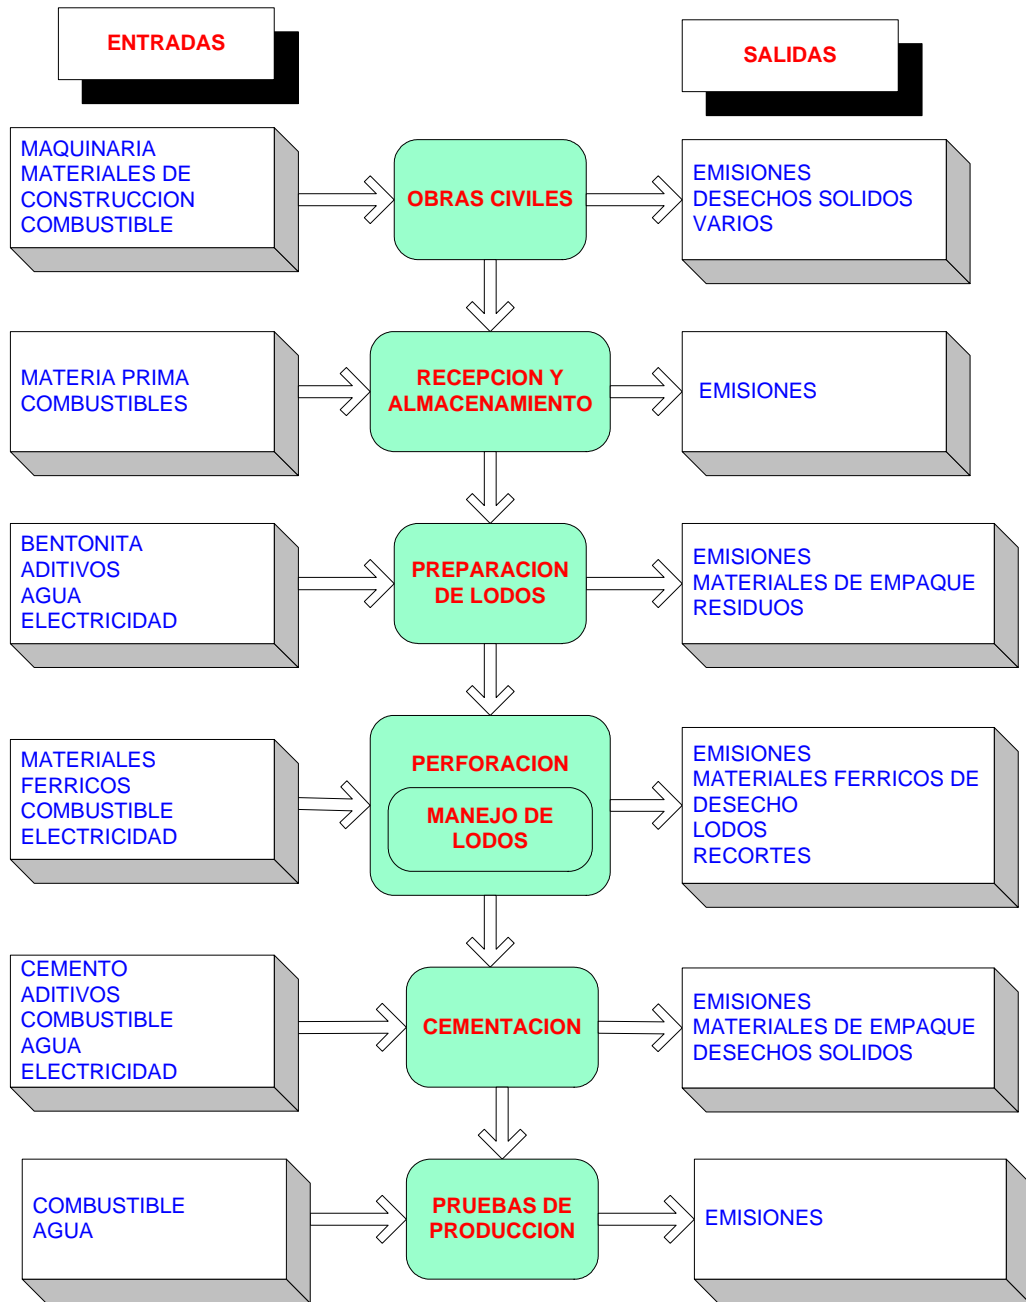 ENTRADAS
SALIDAS
MAQUINARIA
MATERIALES DE
CONSTRUCCION
COMBUSTIBLE
OBRAS CIVILES
EMISIONES
DESECHOS SOLIDOS
VARIOS
MATERIA PRIMA
COMBUSTIBLES
RECEPCION Y
ALMACENAMIENTO
EMISIONES
BENTONITA
ADITIVOS
AGUA
ELECTRICIDAD
PREPARACION
DE LODOS
EMISIONES
MATERIALES DE EMPAQUE
RESIDUOS
MATERIALES
FERRICOS
COMBUSTIBLE
ELECTRICIDAD
PERFORACION
MANEJO DE
LODOS
EMISIONES
MATERIALES FERRICOS DE
DESECHO
LODOS
RECORTES
CEMENTO
ADITIVOS
COMBUSTIBLE
AGUA
ELECTRICIDAD
CEMENTACION
EMISIONES
MATERIALES DE EMPAQUE
DESECHOS SOLIDOS
COMBUSTIBLE
AGUA
PRUEBAS DE
PRODUCCION
EMISIONES